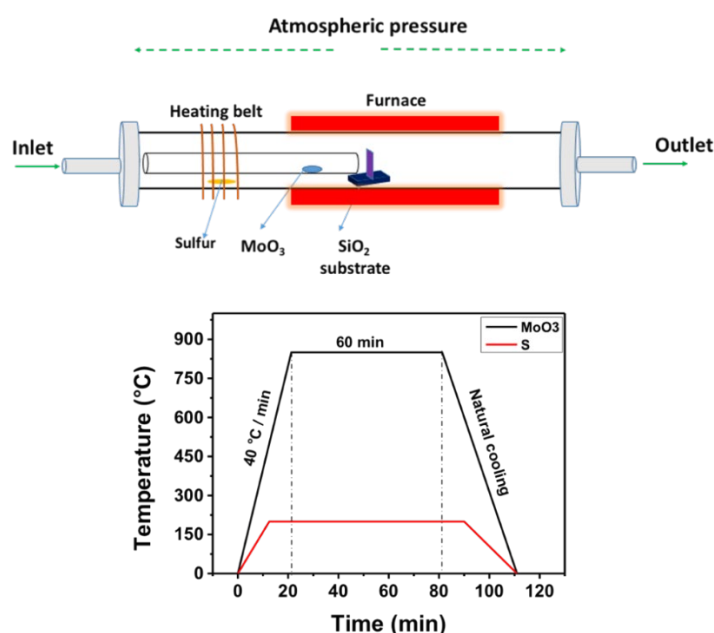 Atmospheric pressure
Heating belt
Furnace
Inlet
Outlet
Sulfur
MoO₃
SiO₂
substrate
900
750
600
450
300
150
0
Temperature (°C)
40 °C / min
60 min
Natural cooling
MoO3
S
0 20 40 60 80 100 120
Time (min)